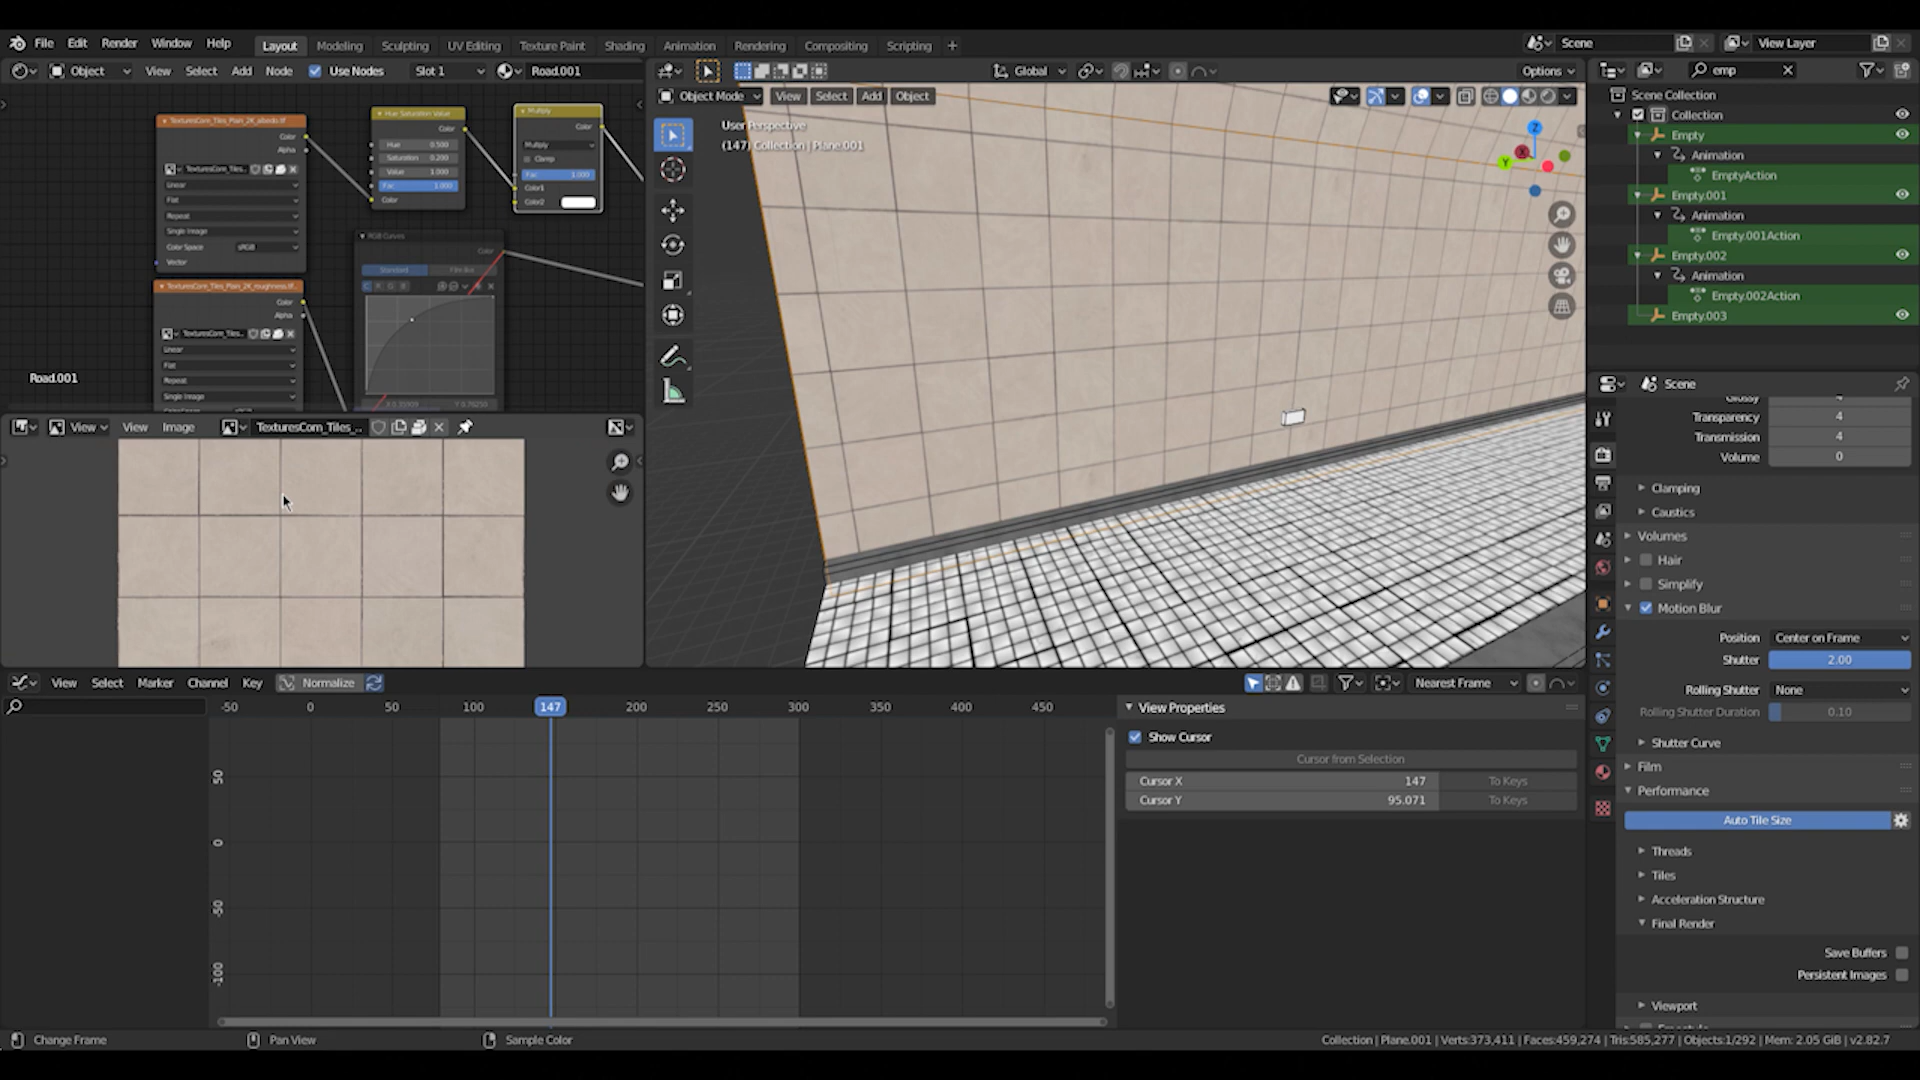 File Edit Render Window Help Layout Modeling Sculpting UV Editing Texture Paint Shading Animation Rendering Compositing Scripting + Scene View Layer
Object View Select Add Node Use Nodes Slot 1 Road.001 Global Options emp
Object Mode View Select Add Object
User Perspective
(147) Collection | Plane.001
TexturesCom_Tiles_Plain_2K_albedo.tif
Color
Alpha
TexturesCom_Tiles..
Linear
Flat
Repeat
Single Image
Color Space sRGB
Vector
Hue Saturation Value
Color
Hue 0.500
Saturation 0.200
Value 1.000
Fac 1.000
Color
Multiply
Color
Multiply
Clamp
Fac 1.000
Color1
Color2
RGB Curves
Color
Standard Film like
C R G B
TexturesCom_Tiles_Plain_2K_roughness.tif
Color
Alpha
TexturesCom_Tiles..
Linear
Flat
Repeat
Single Image
Road.001
View View Image TexturesCom_Tiles_..
Z
Y
X
Scene Collection
Collection
Empty
Animation
EmptyAction
Empty.001
Animation
Empty.001Action
Empty.002
Animation
Empty.002Action
Empty.003
Scene
Glossy 4
Transparency 4
Transmission 4
Volume 0
Clamping
Caustics
Volumes
Hair
Simplify
Motion Blur
Position Center on Frame
Shutter 2.00
Rolling Shutter None
Rolling Shutter Duration 0.10
Shutter Curve
Film
Performance
Auto Tile Size
Threads
Tiles
Acceleration Structure
Final Render
Save Buffers
Persistent Images
Viewport
View Select Marker Channel Key Normalize Nearest Frame
-50 0 50 100 147 200 250 300 350 400 450
50
0
-50
-100
View Properties
Show Cursor
Cursor from Selection
Cursor X 147 To Keys
Cursor Y 95.071 To Keys
Change Frame Pan View Sample Color
Collection | Plane.001 | Verts:373,411 | Faces:459,274 | Tris:585,277 | Objects:1/292 | Mem: 2.05 GiB | v2.82.7